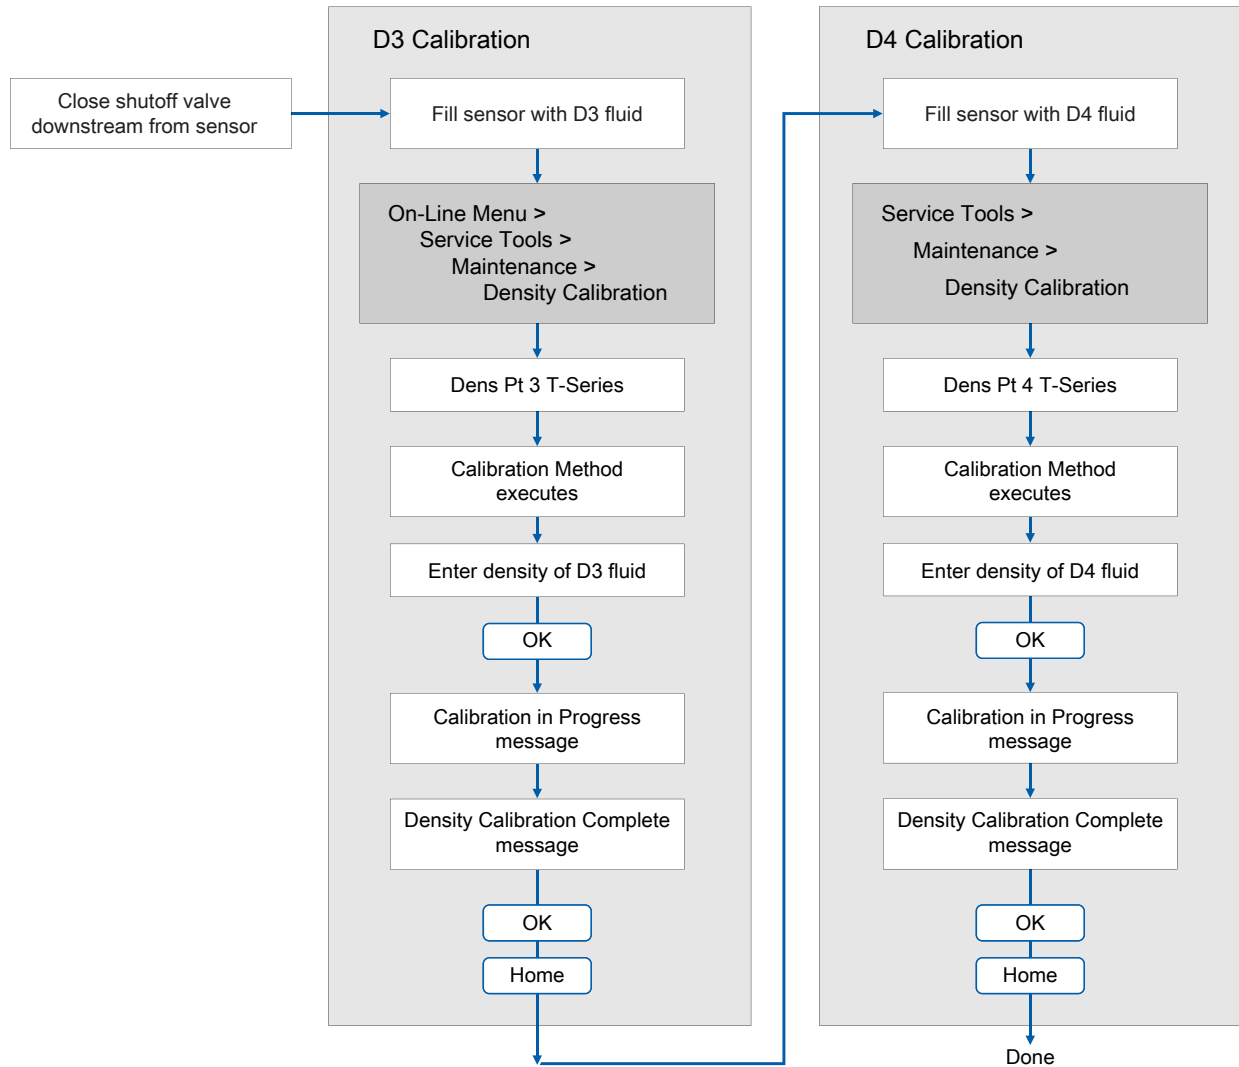 Close shutoff valve
downstream from sensor
D3 Calibration
Fill sensor with D3 fluid
On-Line Menu >
Service Tools >
Maintenance >
Density Calibration
Dens Pt 3 T-Series
Calibration Method
executes
Enter density of D3 fluid
OK
Calibration in Progress
message
Density Calibration Complete
message
OK
Home
D4 Calibration
Fill sensor with D4 fluid
Service Tools >
Maintenance >
Density Calibration
Dens Pt 4 T-Series
Calibration Method
executes
Enter density of D4 fluid
OK
Calibration in Progress
message
Density Calibration Complete
message
OK
Home
Done